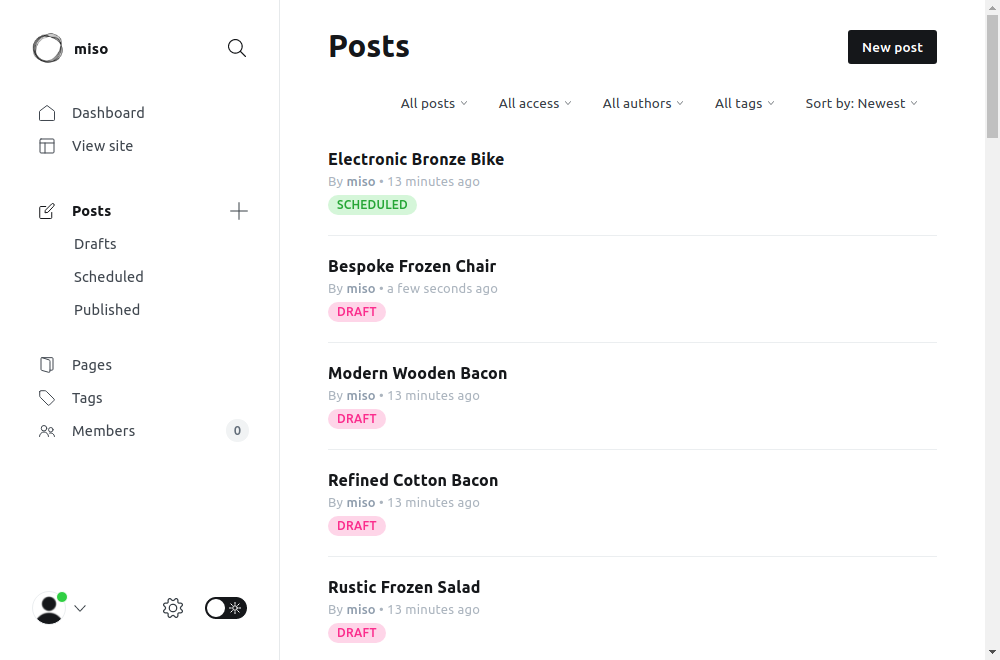 miso
Dashboard
View site
Posts
Drafts
Scheduled
Published
Pages
Tags
Members 0
Posts
New post
All posts All access All authors All tags Sort by: Newest
Electronic Bronze Bike
By miso • 13 minutes ago
SCHEDULED
Bespoke Frozen Chair
By miso • a few seconds ago
DRAFT
Modern Wooden Bacon
By miso • 13 minutes ago
DRAFT
Refined Cotton Bacon
By miso • 13 minutes ago
DRAFT
Rustic Frozen Salad
By miso • 13 minutes ago
DRAFT